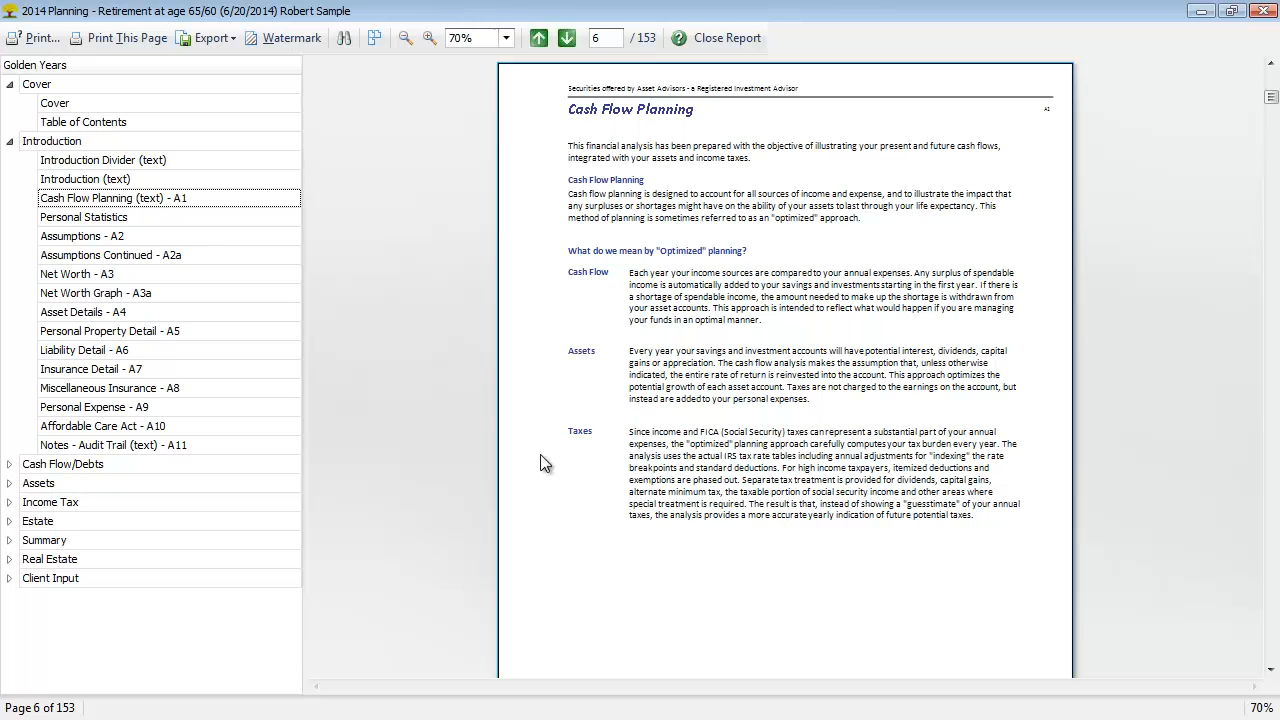 2014 Planning - Retirement at age 65/60 (6/20/2014) Robert Sample
Print... Print This Page Export Watermark 70% 6 / 153 Close Report
Golden Years
Cover
Cover
Table of Contents
Introduction
Introduction Divider (text)
Introduction (text)
Cash Flow Planning (text) - A1
Personal Statistics
Assumptions - A2
Assumptions Continued - A2a
Net Worth - A3
Net Worth Graph - A3a
Asset Details - A4
Personal Property Detail - A5
Liability Detail - A6
Insurance Detail - A7
Miscellaneous Insurance - A8
Personal Expense - A9
Affordable Care Act - A10
Notes - Audit Trail (text) - A11
Cash Flow/Debts
Assets
Income Tax
Estate
Summary
Real Estate
Client Input
Securities offered by Asset Advisors - a Registered Investment Advisor
Cash Flow Planning A1
This financial analysis has been prepared with the objective of illustrating your present and future cash flows,
integrated with your assets and income taxes.
Cash Flow Planning
Cash flow planning is designed to account for all sources of income and expense, and to illustrate the impact that
any surpluses or shortages might have on the ability of your assets to last through your life expectancy. This
method of planning is sometimes referred to as an "optimized" approach.
What do we mean by "Optimized" planning?
Cash Flow Each year your income sources are compared to your annual expenses. Any surplus of spendable
income is automatically added to your savings and investments starting in the first year. If there is
a shortage of spendable income, the amount needed to make up the shortage is withdrawn from
your asset accounts. This approach is intended to reflect what would happen if you are managing
your funds in an optimal manner.
Assets Every year your savings and investment accounts will have potential interest, dividends, capital
gains or appreciation. The cash flow analysis makes the assumption that, unless otherwise
indicated, the entire rate of return is reinvested into the account. This approach optimizes the
potential growth of each asset account. Taxes are not charged to the earnings on the account, but
instead are added to your personal expenses.
Taxes Since income and FICA (Social Security) taxes can represent a substantial part of your annual
expenses, the "optimized" planning approach carefully computes your tax burden every year. The
analysis uses the actual IRS tax rate tables including annual adjustments for "indexing" the rate
breakpoints and standard deductions. For high income taxpayers, itemized deductions and
exemptions are phased out. Separate tax treatment is provided for dividends, capital gains,
alternate minimum tax, the taxable portion of social security income and other areas where
special treatment is required. The result is that, instead of showing a "guesstimate" of your annual
taxes, the analysis provides a more accurate yearly indication of future potential taxes.
Page 6 of 153 70%